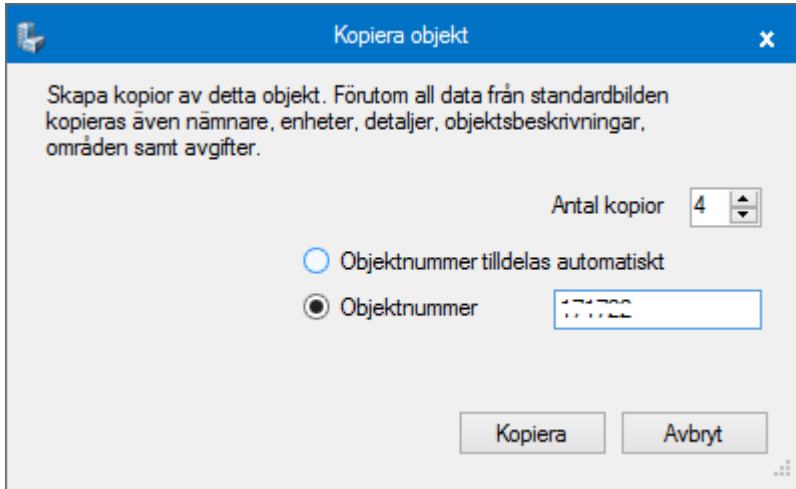 Kopiera objekt
Skapa kopior av detta objekt. Förutom all data från standardbilden
kopieras även nämnare, enheter, detaljer, objektsbeskrivningar,
områden samt avgifter.
Antal kopior 4
Objektnummer tilldelas automatiskt
Objektnummer
Kopiera Avbryt